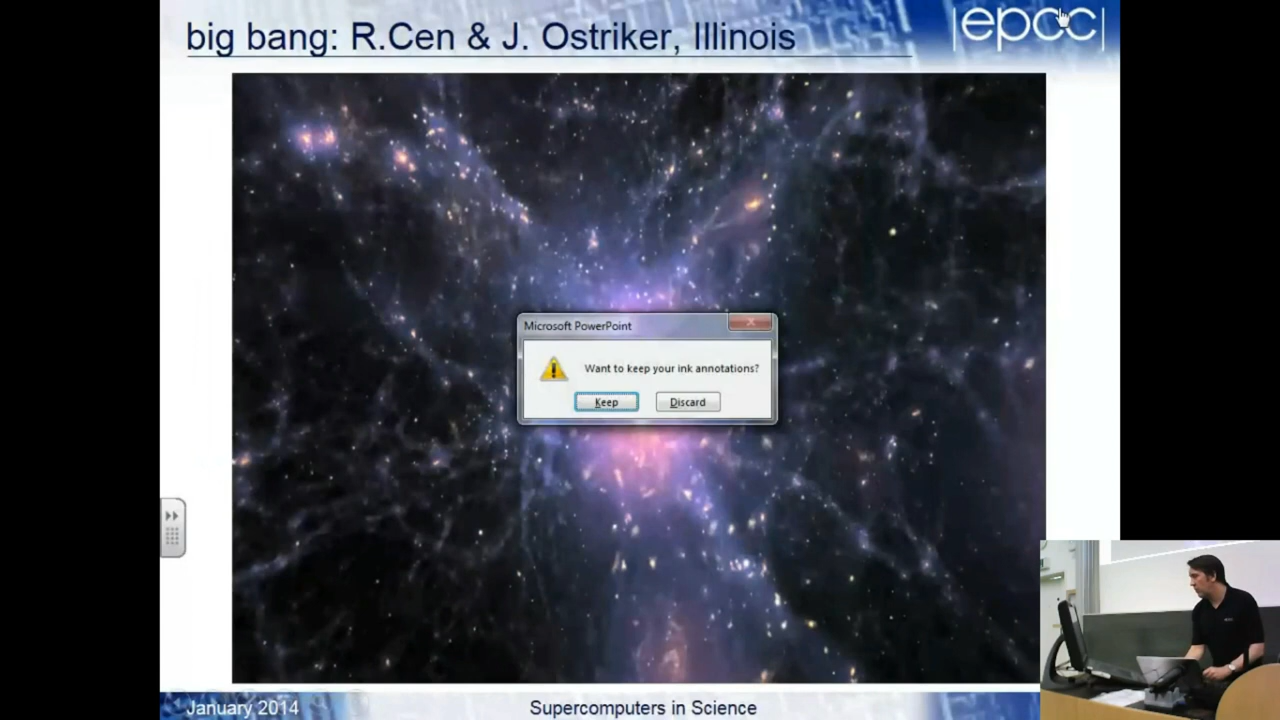 big bang: R.Cen & J. Ostriker, Illinois
|epcc|
Microsoft PowerPoint
Want to keep your ink annotations?
Keep
Discard
January 2014
Supercomputers in Science